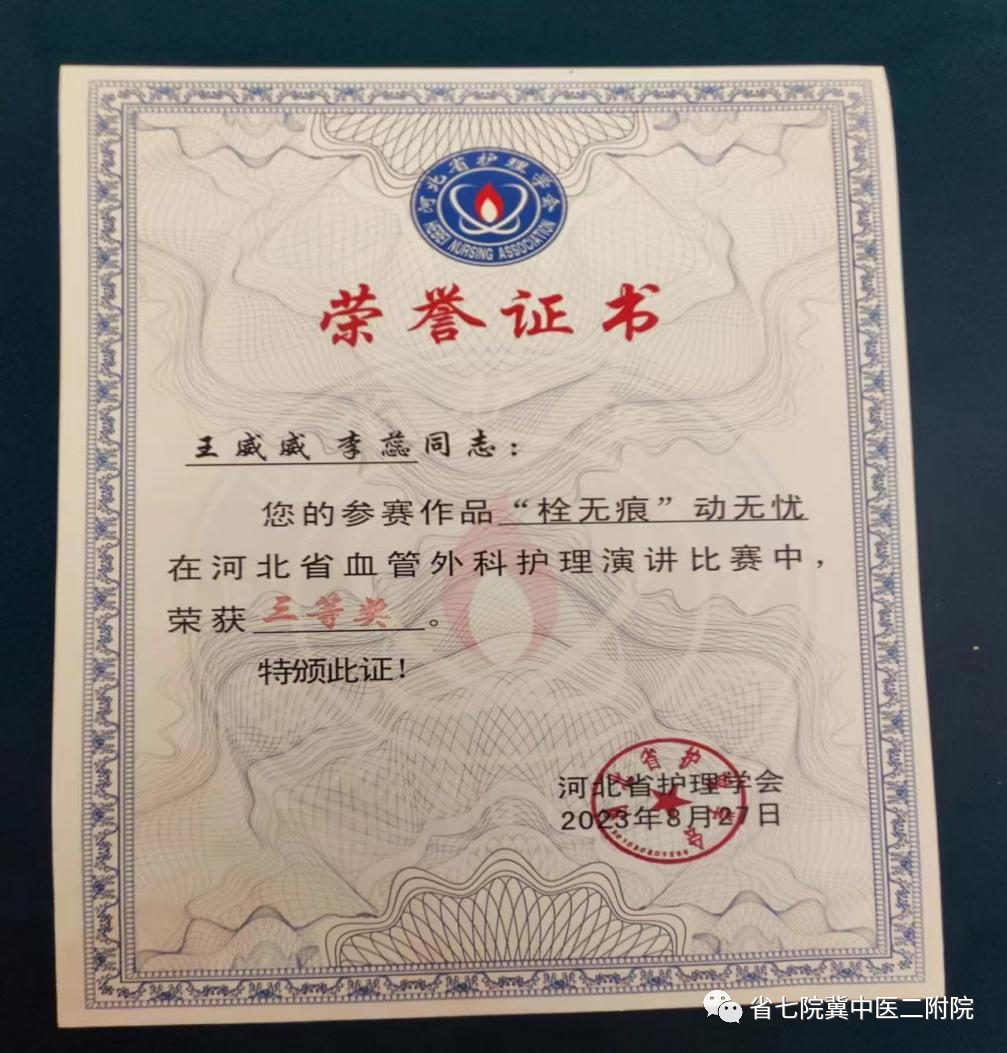 河北省护理学会
HEBEI NURSING ASSOCIATION
荣誉证书
王威威 李蕊同志：
您的参赛作品“栓无痕”动无忧
在河北省血管外科护理演讲比赛中，
荣获三等奖。
特颁此证！
河北省护理学会
2023年8月27日
省七院冀中医二附院